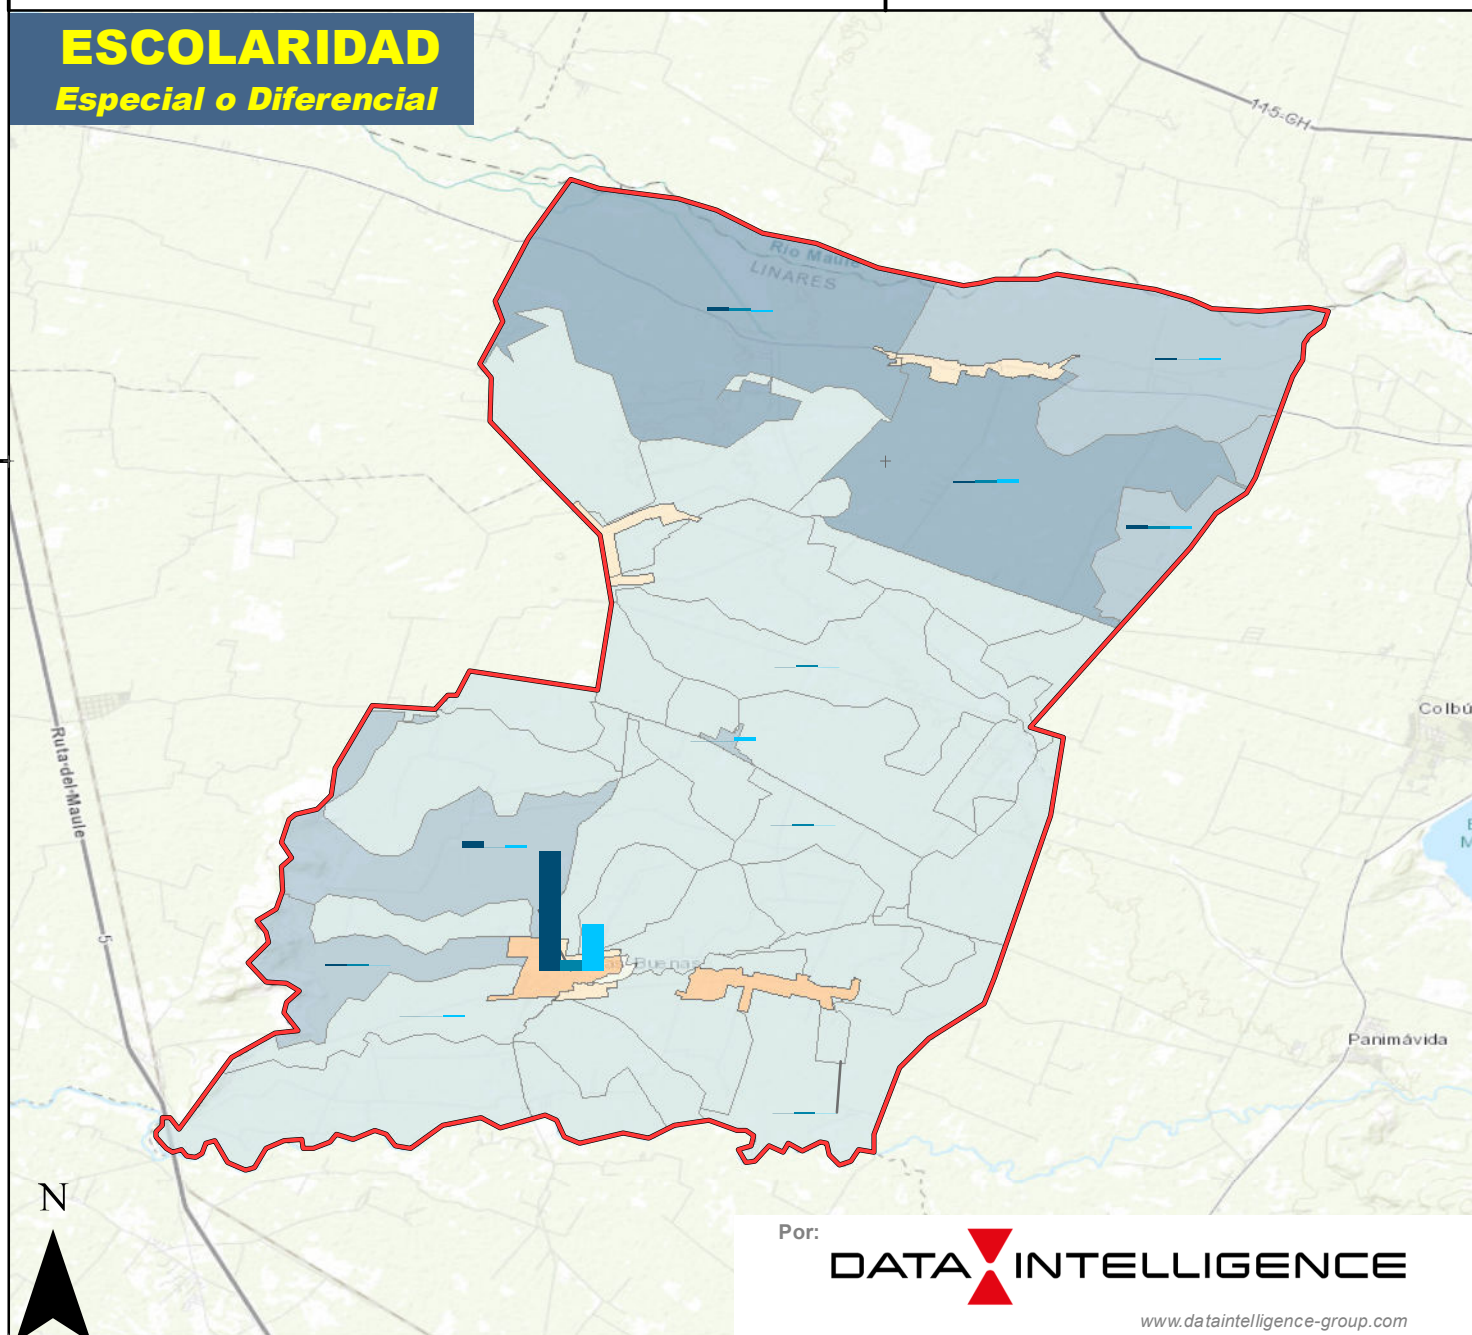 ESCOLARIDAD
Especial o Diferencial
115-CH
Río Maule
LINARES
Colbú
Ruta del Maule
5
Buenas
Panimávida
N
Por:
DATA INTELLIGENCE
www.dataintelligence-group.com